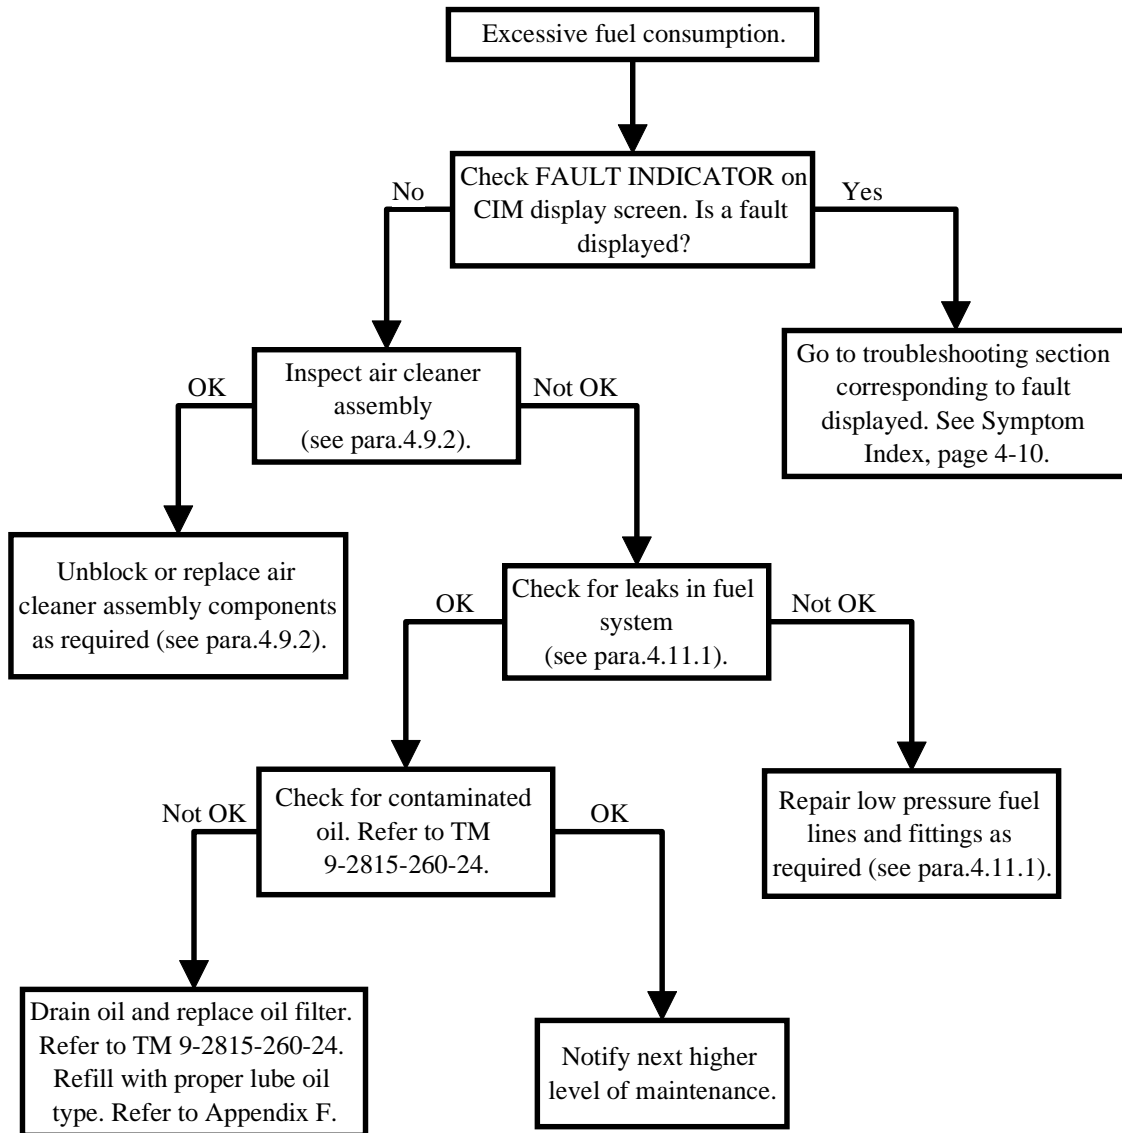 Excessive fuel consumption.
Check FAULT INDICATOR on
CIM display screen. Is a fault
displayed?
No
Yes
Go to troubleshooting section
corresponding to fault
displayed. See Symptom
Index, page 4-10.
Inspect air cleaner
assembly
(see para.4.9.2).
OK
Not OK
Unblock or replace air
cleaner assembly components
as required (see para.4.9.2).
Check for leaks in fuel
system
(see para.4.11.1).
OK
Not OK
Repair low pressure fuel
lines and fittings as
required (see para.4.11.1).
Check for contaminated
oil. Refer to TM
9-2815-260-24.
Not OK
OK
Drain oil and replace oil filter.
Refer to TM 9-2815-260-24.
Refill with proper lube oil
type. Refer to Appendix F.
Notify next higher
level of maintenance.